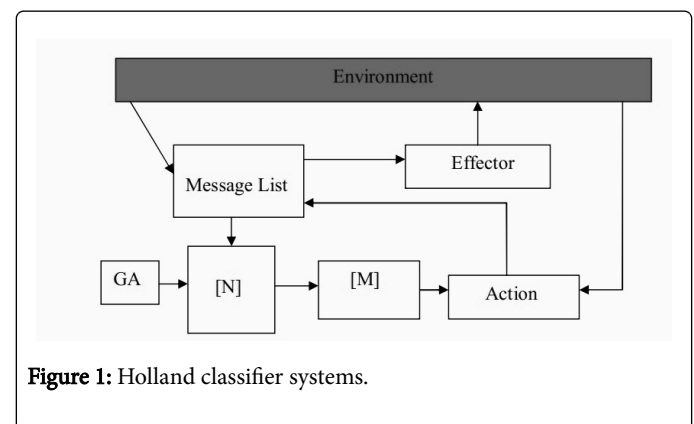 Environment
Effector
Message List
GA
[N]
[M]
Action
Figure 1: Holland classifier systems.